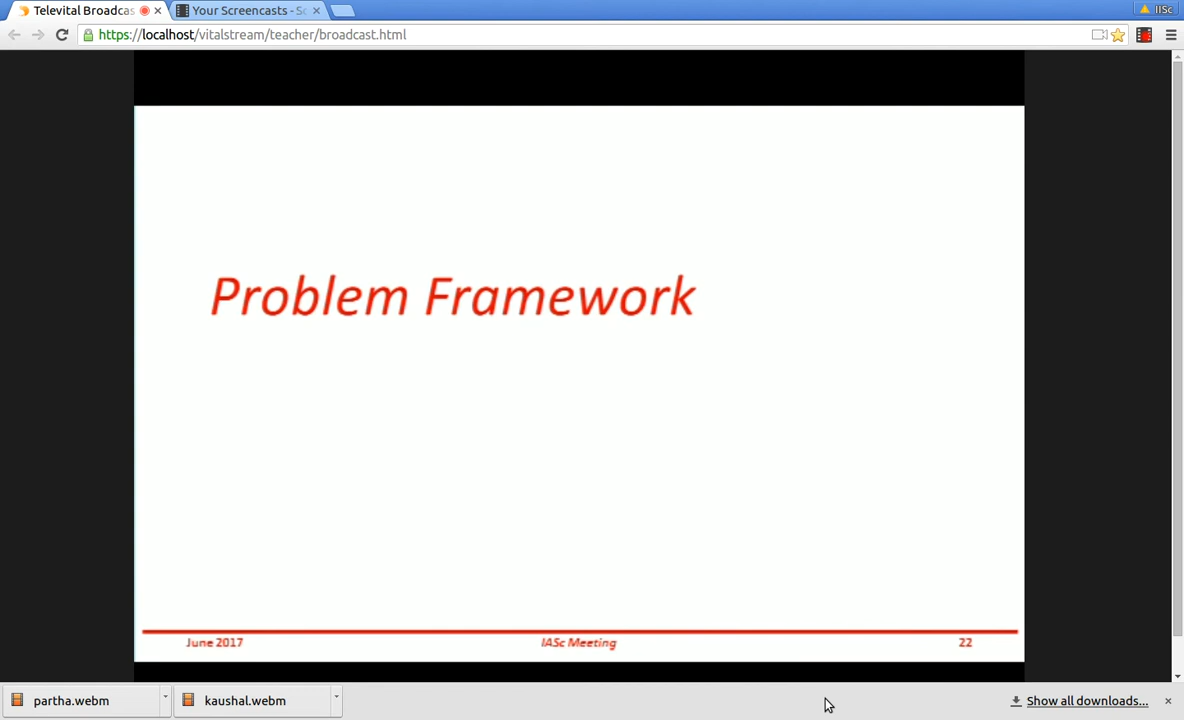 Televital Broadcas
Your Screencasts - Sc
IISc
https://localhost/vitalstream/teacher/broadcast.html
Problem Framework
June 2017 IASc Meeting 22
partha.webm kaushal.webm Show all downloads...